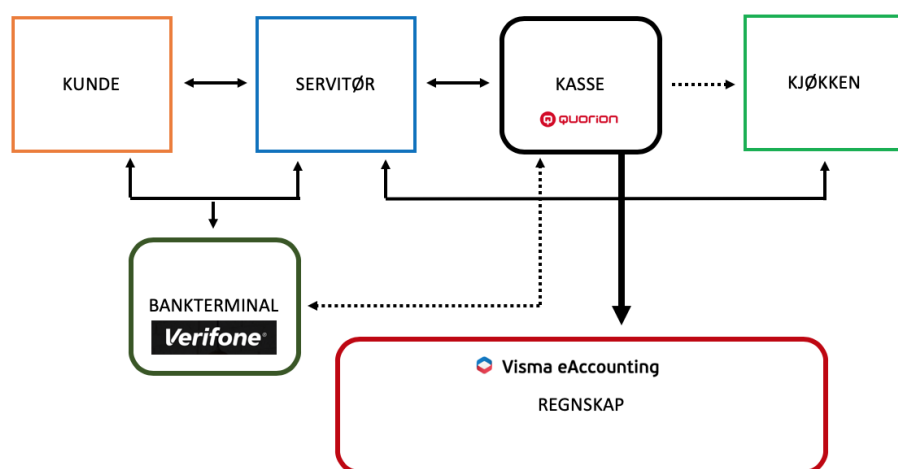 KUNDE
SERVITØR
KASSE
QUORION
KJØKKEN
BANKTERMINAL
Verifone®
Visma eAccounting
REGNSKAP